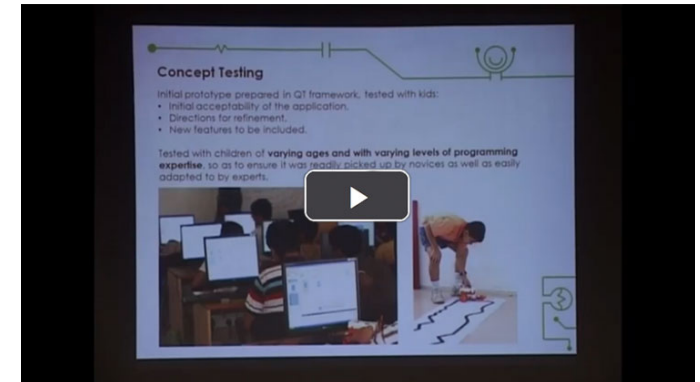 Concept Testing
Initial prototype prepared in QT framework, tested with kids:
• Initial acceptability of the application.
• Directions for refinement.
• New features to be included.
Tested with children of varying ages and with varying levels of programming
expertise, so as to ensure it was readily picked up by novices as well as easily
adapted to by experts.